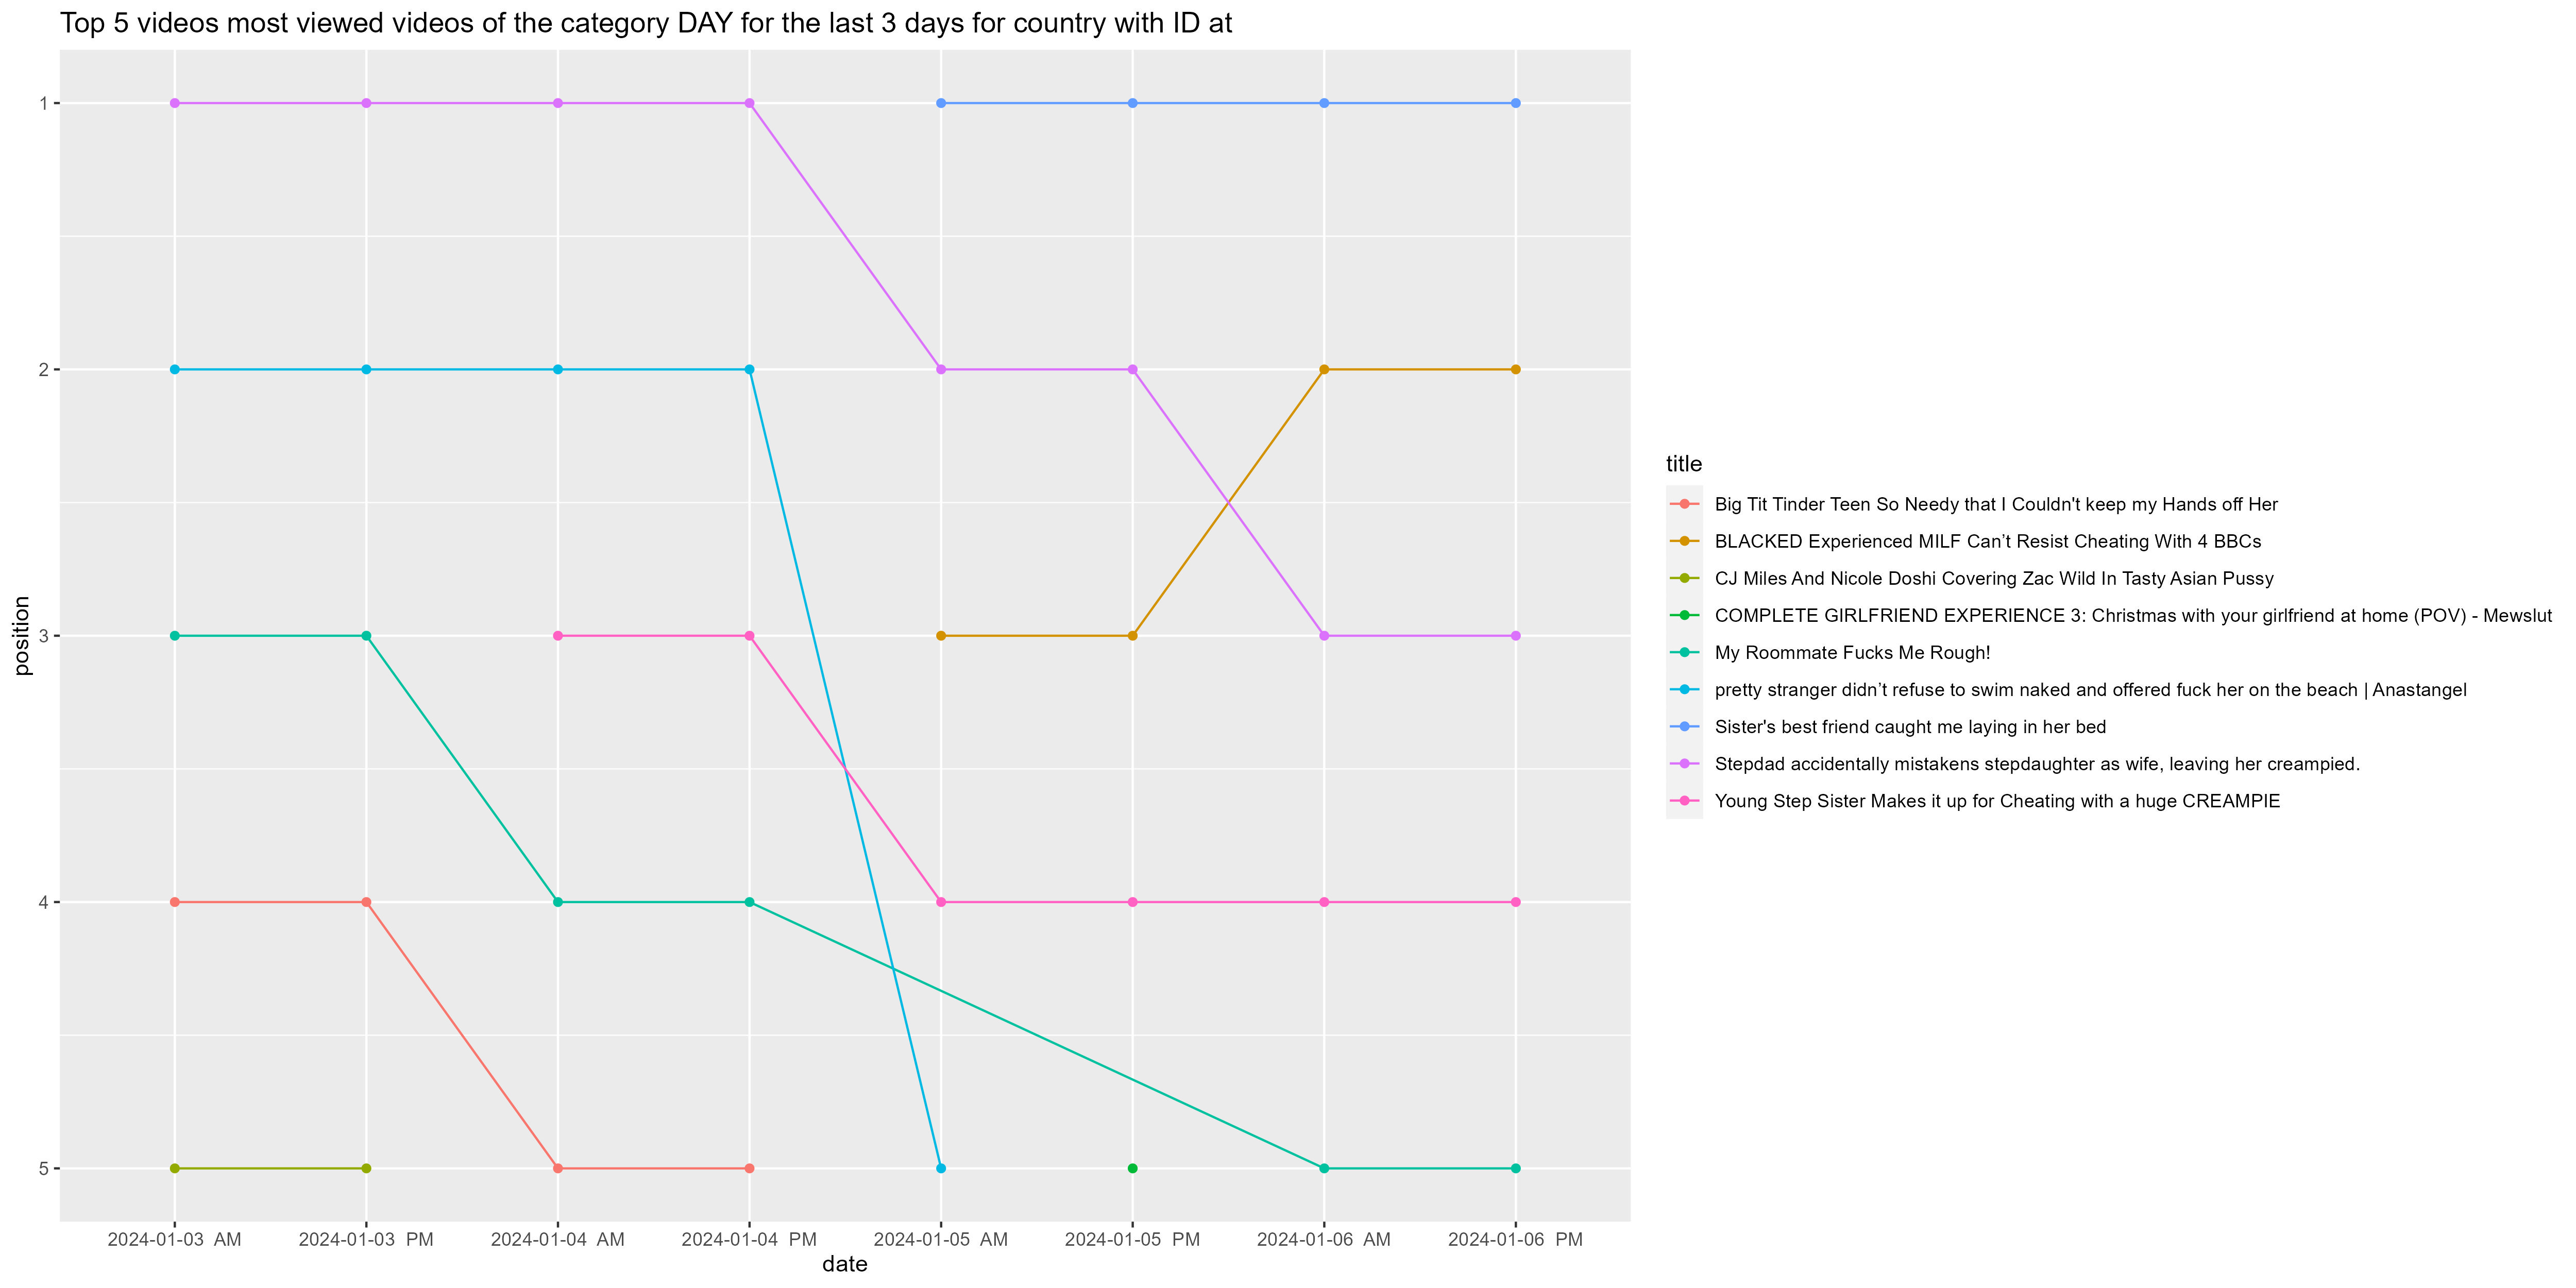 Top 5 videos most viewed videos of the category DAY for the last 3 days for country with ID at
position
1
2
3
4
5
2024-01-03 AM
2024-01-03 PM
2024-01-04 AM
2024-01-04 PM
2024-01-05 AM
2024-01-05 PM
2024-01-06 AM
2024-01-06 PM
date
title
Big Tit Tinder Teen So Needy that I Couldn't keep my Hands off Her
BLACKED Experienced MILF Can’t Resist Cheating With 4 BBCs
CJ Miles And Nicole Doshi Covering Zac Wild In Tasty Asian Pussy
COMPLETE GIRLFRIEND EXPERIENCE 3: Christmas with your girlfriend at home (POV) - Mewslut
My Roommate Fucks Me Rough!
pretty stranger didn’t refuse to swim naked and offered fuck her on the beach | Anastangel
Sister's best friend caught me laying in her bed
Stepdad accidentally mistakens stepdaughter as wife, leaving her creampied.
Young Step Sister Makes it up for Cheating with a huge CREAMPIE